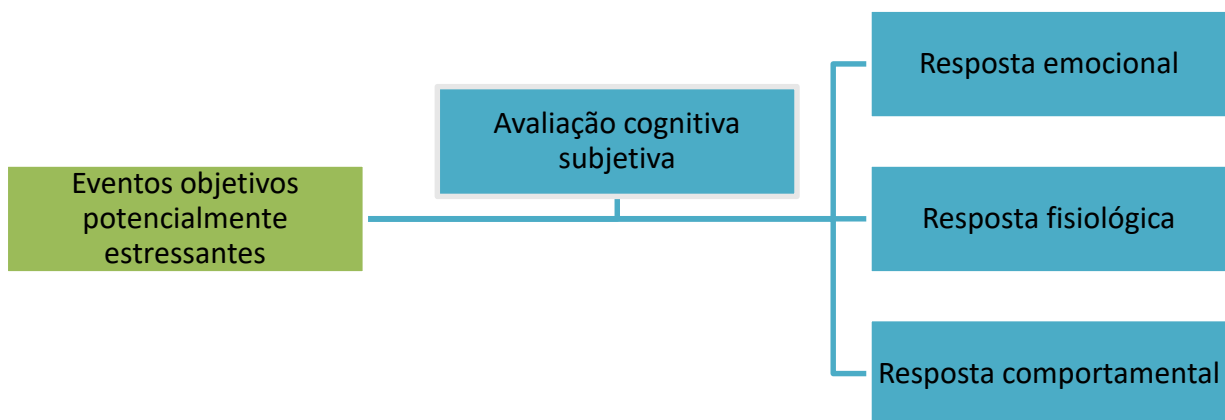 Eventos objetivos
potencialmente
estressantes
Avaliação cognitiva
subjetiva
Resposta emocional
Resposta fisiológica
Resposta comportamental